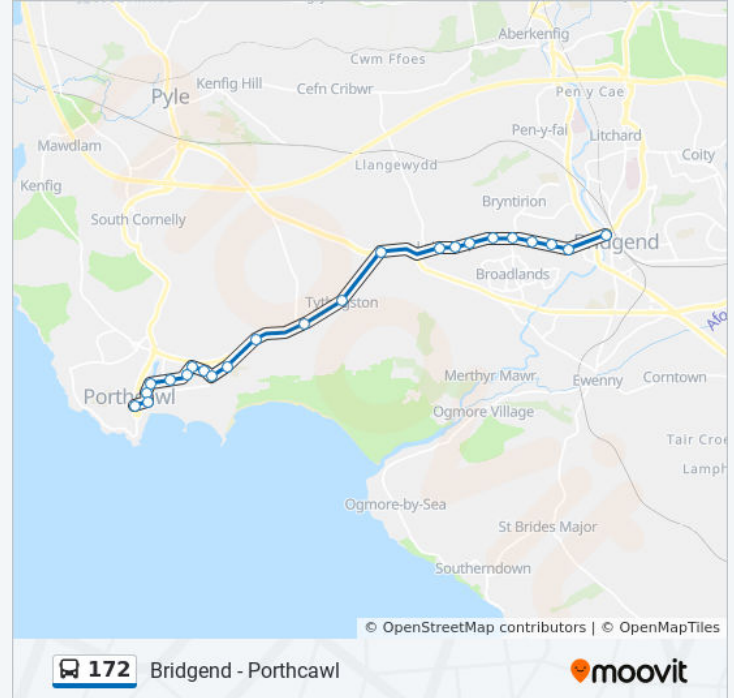 Aberkenfig
Cwm Ffoes
Kenfig Hill
Cefn Cribwr
Pen y Cae
Pyle
Pen-y-fai
Litchard
Mawdlam
Coity
Llangewydd
Kenfig
Bryntirion
South Cornelly
Bridgend
Broadlands
Tythegston
Afo
Merthyr Mawr
Ewenny
Corntown
Porthcawl
Ogmore Village
Tair Croe
Lamph
Ogmore-by-Sea
St Brides Major
Southerndown
© OpenStreetMap contributors | © OpenMapTiles
172 Bridgend - Porthcawl
moovit